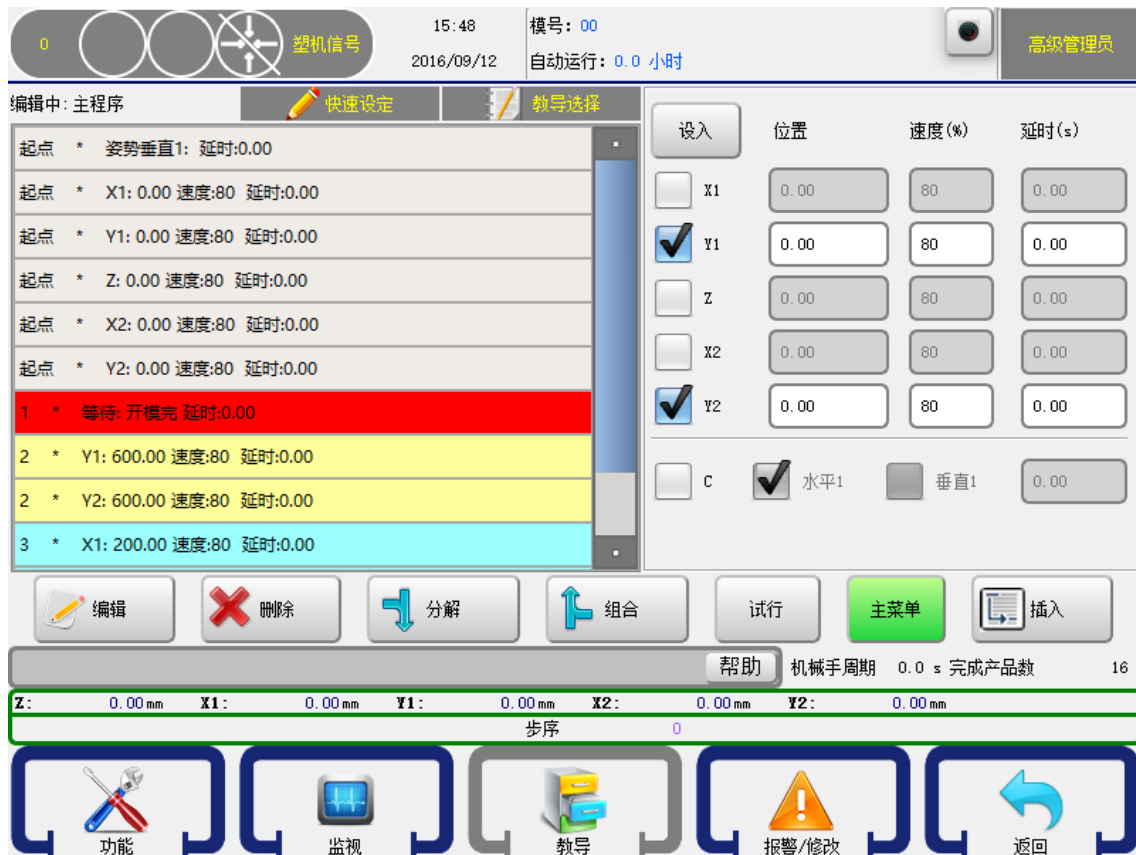 0 塑机信号 15:48 模号: 00 高级管理员
2016/09/12 自动运行: 0.0 小时
编辑中: 主程序 快速设定 教导选择
起点 * 姿势垂直1: 延时:0.00
起点 * X1: 0.00 速度:80 延时:0.00
起点 * Y1: 0.00 速度:80 延时:0.00
起点 * Z: 0.00 速度:80 延时:0.00
起点 * X2: 0.00 速度:80 延时:0.00
起点 * Y2: 0.00 速度:80 延时:0.00
1 * 等待: 开模完 延时:0.00
2 * Y1: 600.00 速度:80 延时:0.00
2 * Y2: 600.00 速度:80 延时:0.00
3 * X1: 200.00 速度:80 延时:0.00
设入 位置 速度(%) 延时(s)
X1 0.00 80 0.00
Y1 0.00 80 0.00
Z 0.00 80 0.00
X2 0.00 80 0.00
Y2 0.00 80 0.00
C 水平1 垂直1 0.00
编辑 删除 分解 组合 试行 主菜单 插入
帮助 机械手周期 0.0 s 完成产品数 16
Z: 0.00mm X1: 0.00mm Y1: 0.00mm X2: 0.00mm Y2: 0.00mm
步序 0
功能 监视 教导 报警/修改 返回